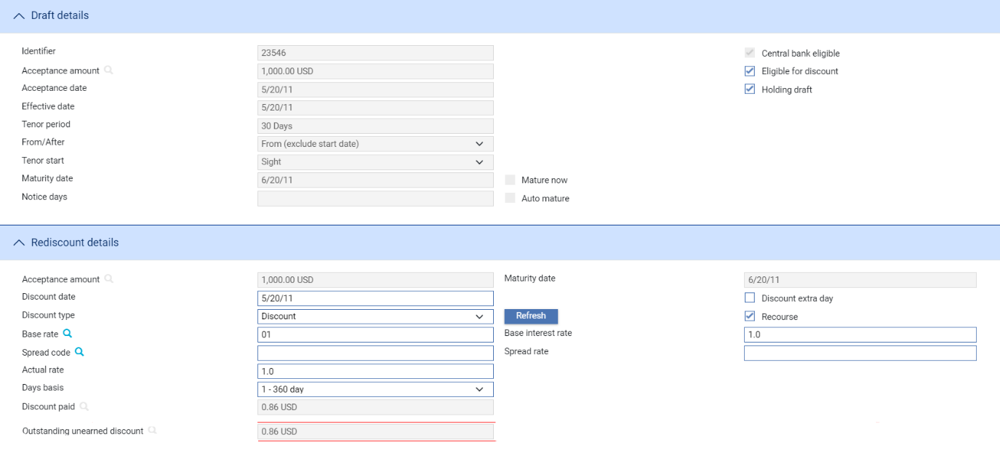 Draft details
Identifier 23546 Central bank eligible
Acceptance amount 1,000.00 USD Eligible for discount
Acceptance date 5/20/11 Holding draft
Effective date 5/20/11
Tenor period 30 Days
From/After From (exclude start date)
Tenor start Sight
Maturity date 6/20/11 Mature now
Notice days Auto mature
Rediscount details
Acceptance amount 1,000.00 USD Maturity date 6/20/11
Discount date 5/20/11 Discount extra day
Discount type Discount Refresh Recourse
Base rate 01 Base interest rate 1.0
Spread code Spread rate
Actual rate 1.0
Days basis 1 - 360 day
Discount paid 0.86 USD
Outstanding unearned discount 0.86 USD